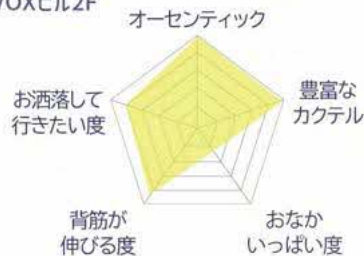 VOXビル2F
オーセンティック
豊富な
カクテル
おなか
いっぱい度
背筋が
伸びる度
お洒落して
行きたい度